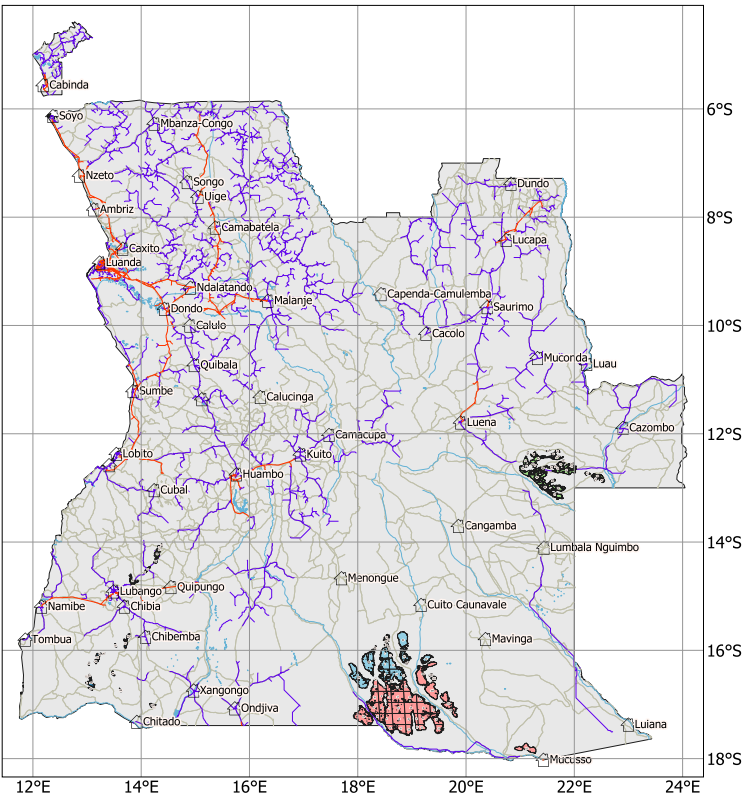 Cabinda
Soyo
6°S
Mbanza-Congo
Nzeto
Songo
Dundo
Uige
Ambriz
8°S
Camabatela
Lucapa
Caxito
Luanda
Ndalatando
Capenda-Camulemba
Malanje
Dondo
Saurimo
Calulo
10°S
Cacolo
Mucorda
Quibala
Luau
Sumbe
Calucinga
Luena
Cazombo
Camacupa
12°S
Lobito
Kuito
Huambo
Cubal
Cangamba
14°S
Lumbala Nguimbo
Menongue
Quipungo
Lubango
Namibe
Chibia
Cuito Caunavale
Tombua
Chibemba
Mavinga
16°S
Xangongo
Ondjiva
Chitado
Luiana
18°S
Mucusso
12°E 14°E 16°E 18°E 20°E 22°E 24°E